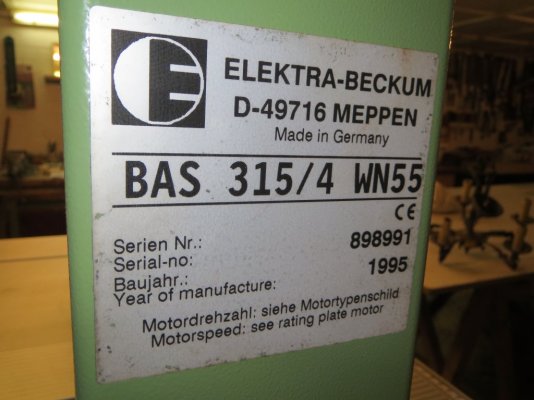 E ELEKTRA-BECKUM
D-49716 MEPPEN
Made in Germany
BAS 315/4 WN55
CE
Serien Nr.:
Serial-no: 898991
Baujahr.: 1995
Year of manufacture:
Motordrehzahl: siehe Motortypenschild
Motorspeed: see rating plate motor